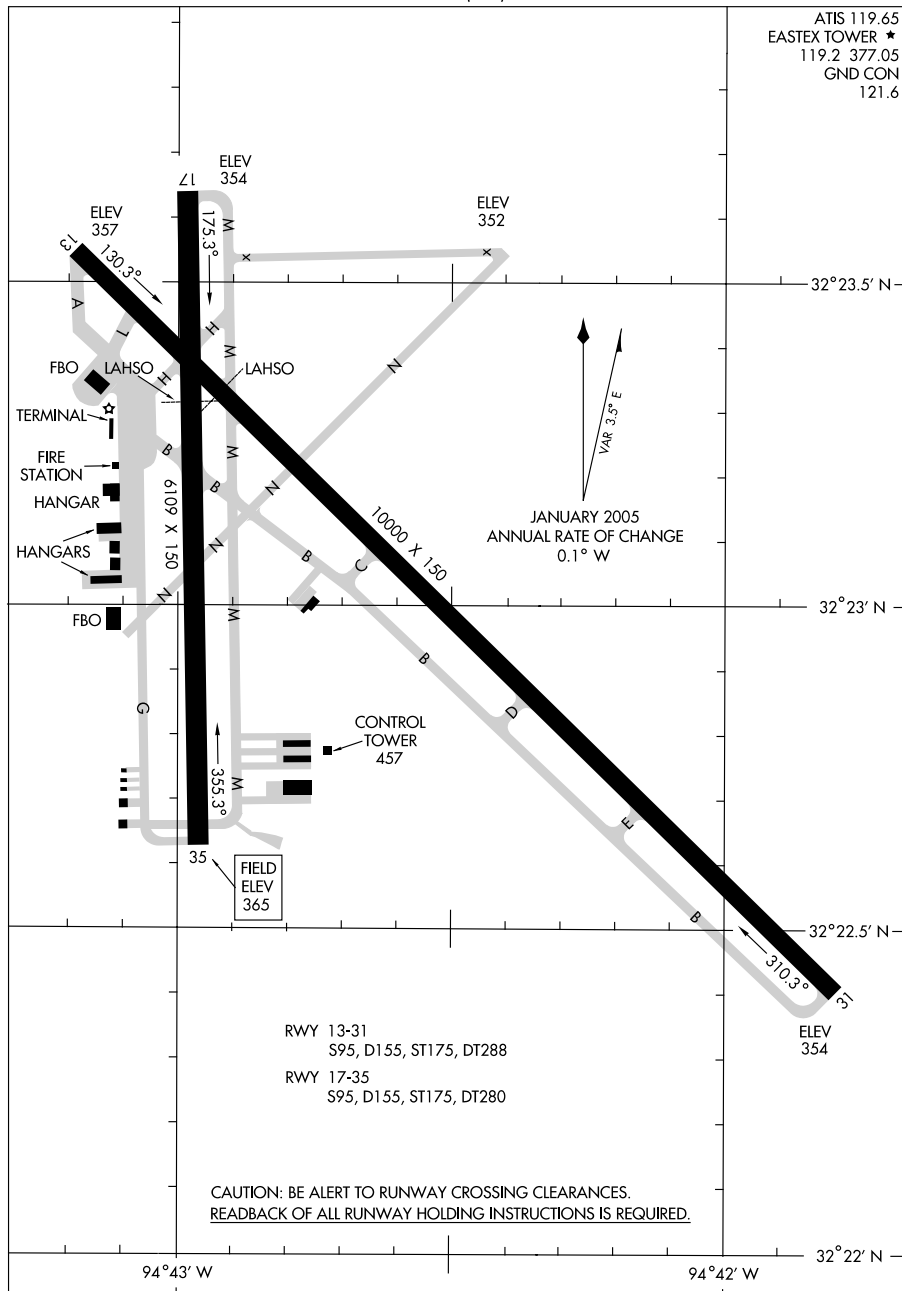 ATIS 119.65
EASTEX TOWER ★
119.2 377.05
GND CON
121.6
17
ELEV
354
ELEV
352
ELEV
357
13
130.3°
175.3°
M
x
x
32°23.5' N
A
L
H
H
M
N
FBO
LAHSO
LAHSO
TERMINAL
VAR 3.5° E
B
M
FIRE
STATION
B
N
HANGAR
6109 X 150
10000 X 150
JANUARY 2005
ANNUAL RATE OF CHANGE
0.1° W
HANGARS
N
B
C
N
FBO
M
32°23' N
B
G
D
CONTROL
TOWER
457
355.3°
M
E
35
FIELD
ELEV
365
B
32°22.5' N
310.3°
31
ELEV
354
RWY 13-31
S95, D155, ST175, DT288
RWY 17-35
S95, D155, ST175, DT280
CAUTION: BE ALERT TO RUNWAY CROSSING CLEARANCES.
READBACK OF ALL RUNWAY HOLDING INSTRUCTIONS IS REQUIRED.
32°22' N
94°43' W
94°42' W